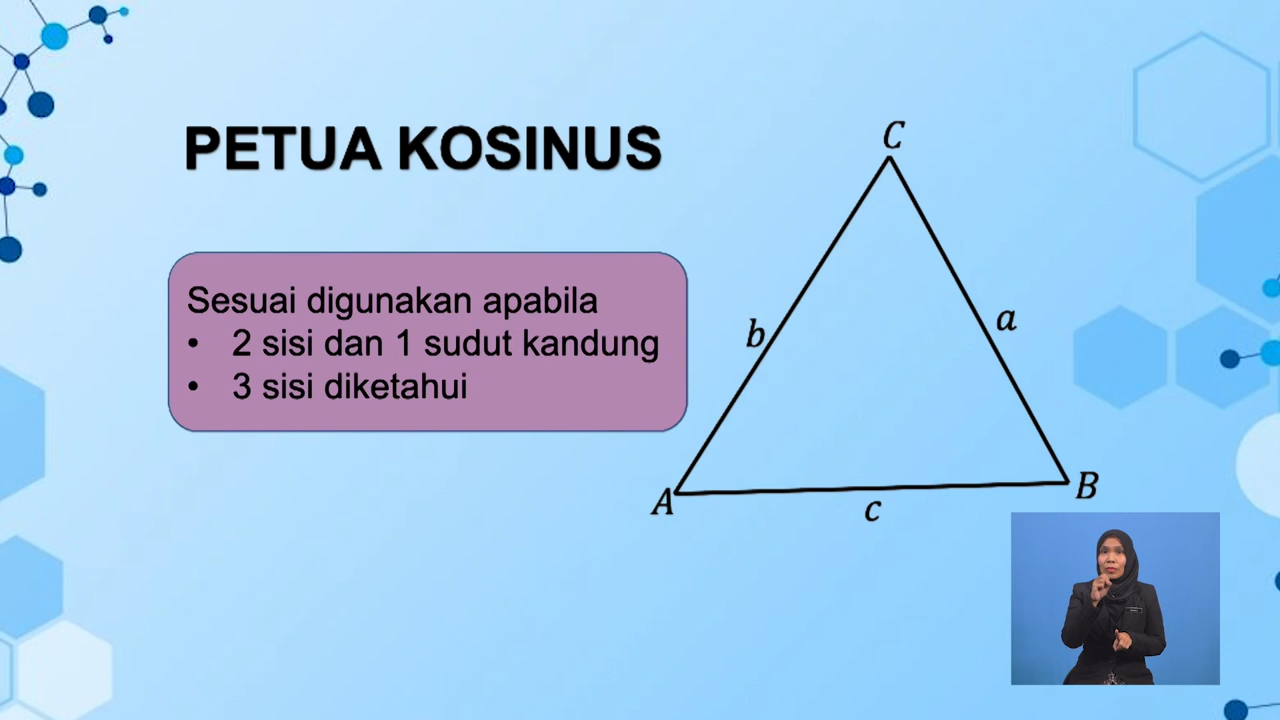 PETUA KOSINUS
Sesuai digunakan apabila
• 2 sisi dan 1 sudut kandung
• 3 sisi diketahui
C
b
a
A
B
c